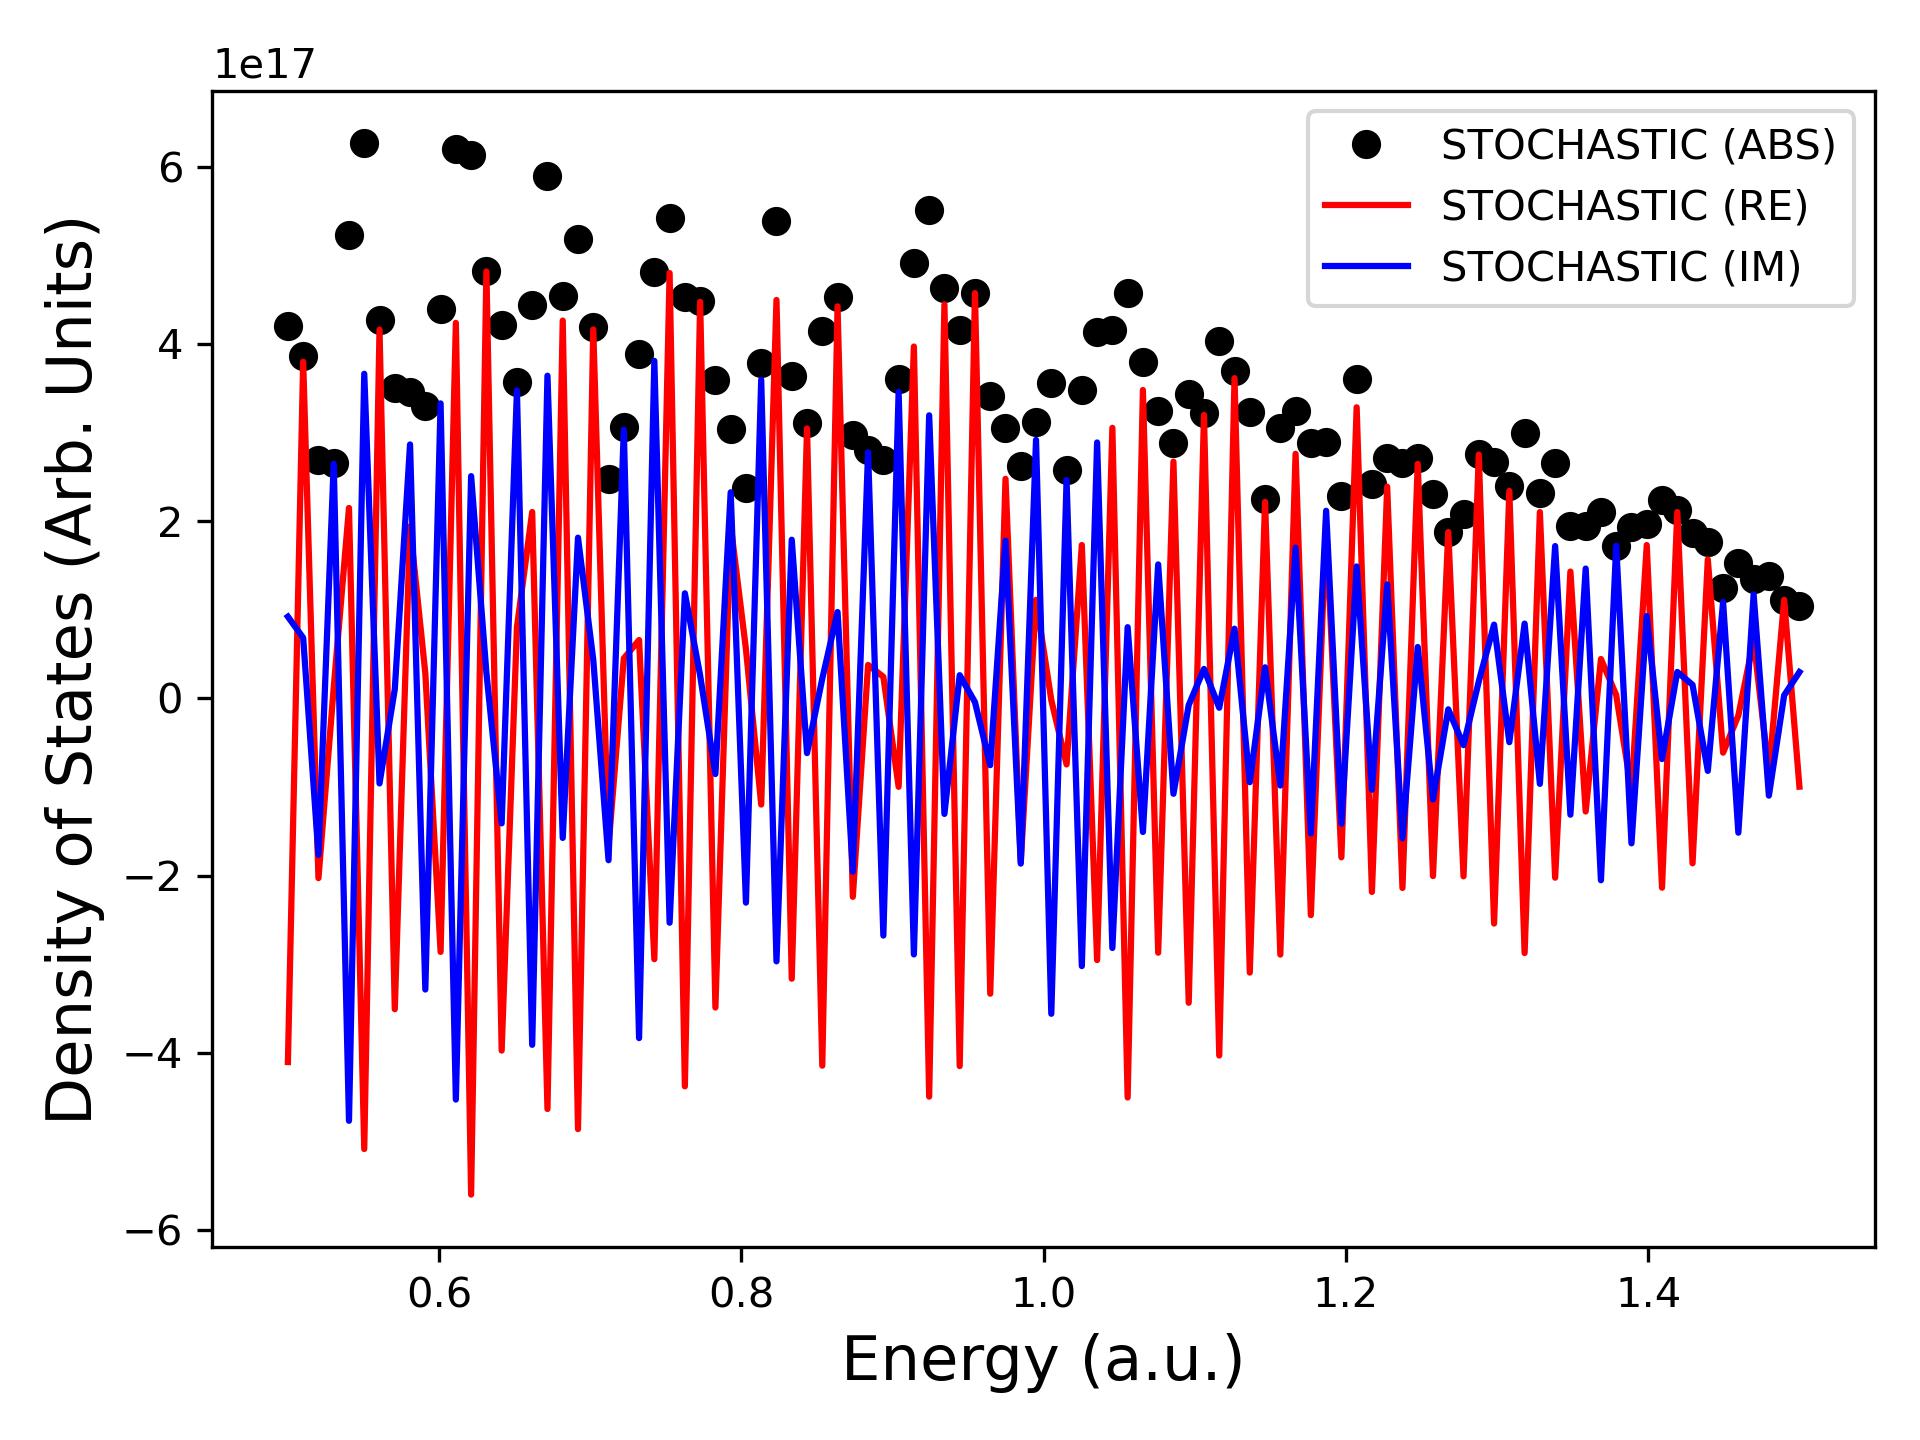 1e17
STOCHASTIC (ABS)
STOCHASTIC (RE)
STOCHASTIC (IM)
Density of States (Arb. Units)
6
4
2
0
−2
−4
−6
0.6 0.8 1.0 1.2 1.4
Energy (a.u.)